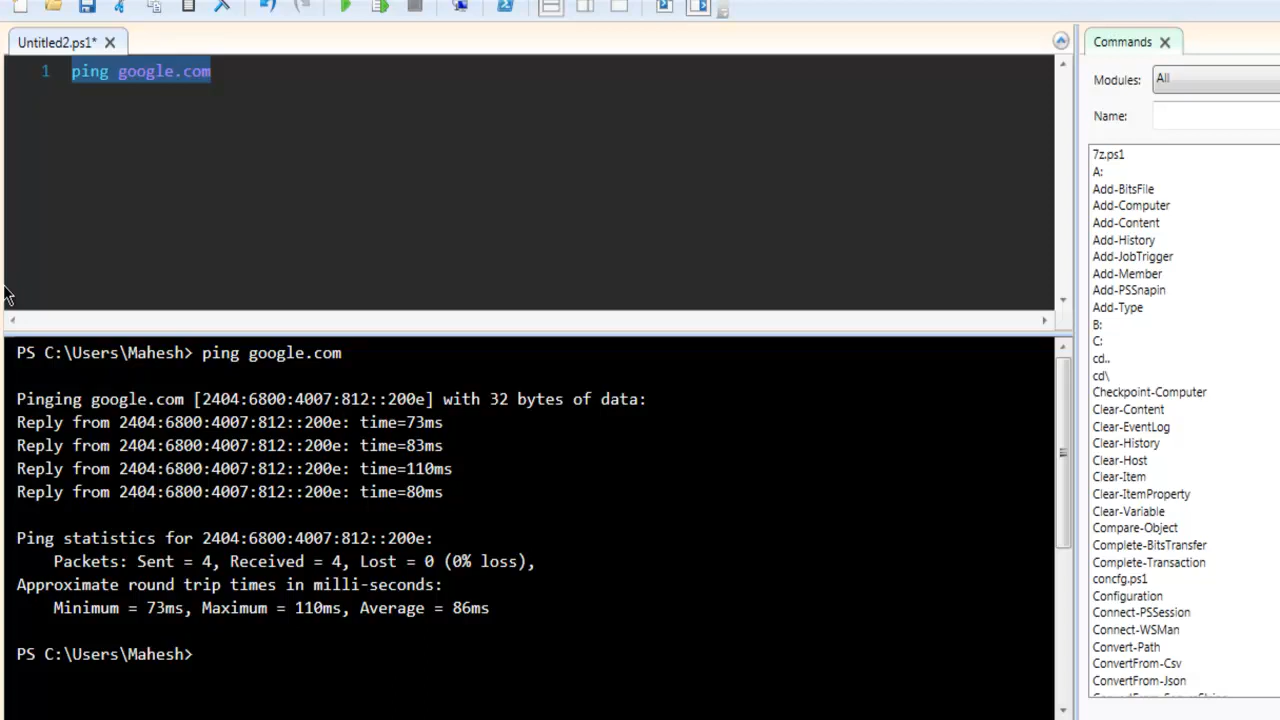 Untitled2.ps1*
1 ping google.com
PS C:\Users\Mahesh> ping google.com
Pinging google.com [2404:6800:4007:812::200e] with 32 bytes of data:
Reply from 2404:6800:4007:812::200e: time=73ms
Reply from 2404:6800:4007:812::200e: time=83ms
Reply from 2404:6800:4007:812::200e: time=110ms
Reply from 2404:6800:4007:812::200e: time=80ms
Ping statistics for 2404:6800:4007:812::200e:
Packets: Sent = 4, Received = 4, Lost = 0 (0% loss),
Approximate round trip times in milli-seconds:
Minimum = 73ms, Maximum = 110ms, Average = 86ms
PS C:\Users\Mahesh>
Commands
Modules: All
Name:
7z.ps1
A:
Add-BitsFile
Add-Computer
Add-Content
Add-History
Add-JobTrigger
Add-Member
Add-PSSnapin
Add-Type
B:
C:
cd..
cd\
Checkpoint-Computer
Clear-Content
Clear-EventLog
Clear-History
Clear-Host
Clear-Item
Clear-ItemProperty
Clear-Variable
Compare-Object
Complete-BitsTransfer
Complete-Transaction
concfg.ps1
Configuration
Connect-PSSession
Connect-WSMan
Convert-Path
ConvertFrom-Csv
ConvertFrom-Json